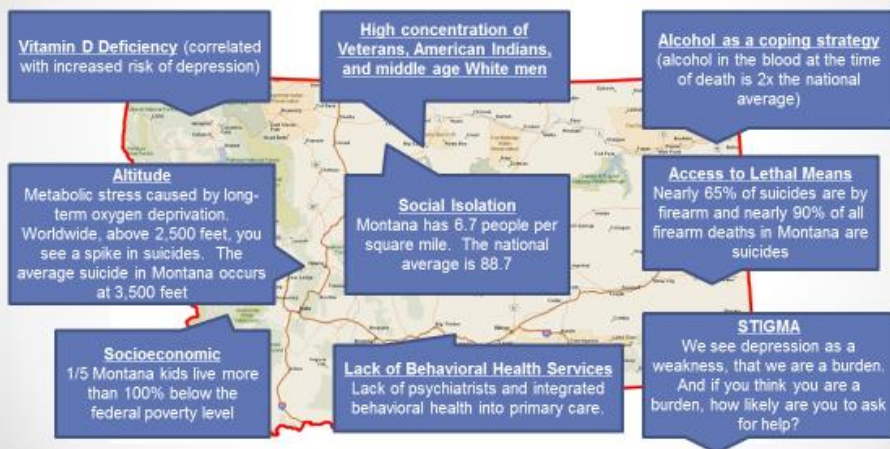 Vitamin D Deficiency (correlated
with increased risk of depression)
High concentration of
Veterans, American Indians,
and middle age White men
Alcohol as a coping strategy
(alcohol in the blood at the time
of death is 2x the national
average)
Altitude
Metabolic stress caused by long-
term oxygen deprivation.
Worldwide, above 2,500 feet, you
see a spike in suicides. The
average suicide in Montana occurs
at 3,500 feet
Social Isolation
Montana has 6.7 people per
square mile. The national
average is 88.7
Access to Lethal Means
Nearly 65% of suicides are by
firearm and nearly 90% of all
firearm deaths in Montana are
suicides
Socioeconomic
1/5 Montana kids live more
than 100% below the
federal poverty level
Lack of Behavioral Health Services
Lack of psychiatrists and integrated
behavioral health into primary care.
STIGMA
We see depression as a
weakness, that we are a burden.
And if you think you are a
burden, how likely are you to ask
for help?